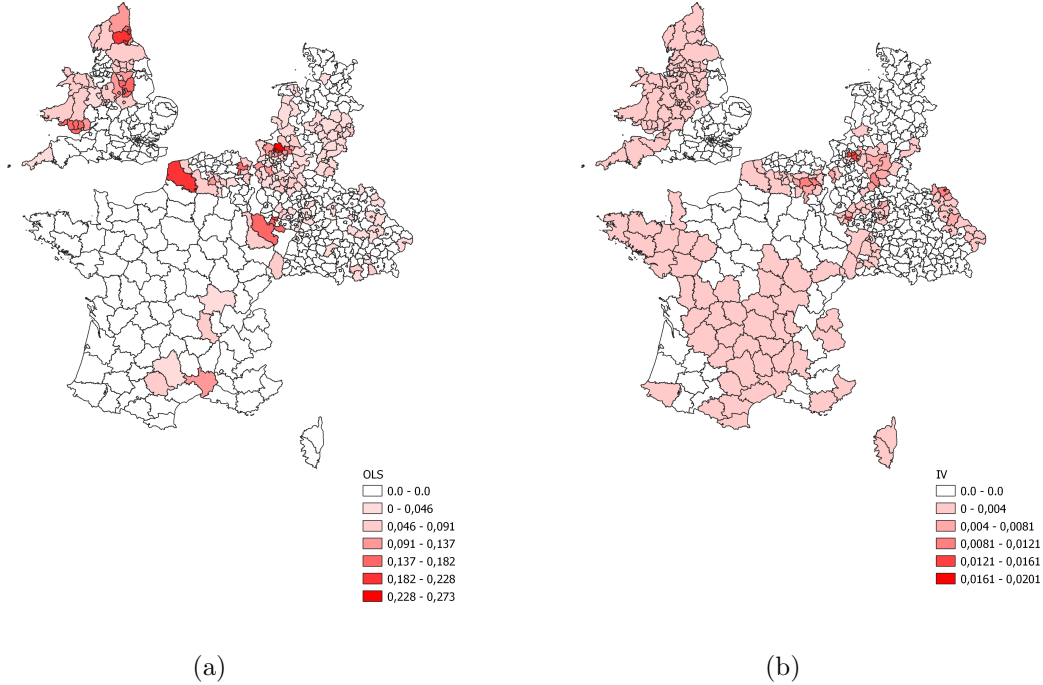 OLS
0.0 - 0.0
0 - 0,046
0,046 - 0,091
0,091 - 0,137
0,137 - 0,182
0,182 - 0,228
0,228 - 0,273
(a)
IV
0.0 - 0.0
0 - 0,004
0,004 - 0,0081
0,0081 - 0,0121
0,0121 - 0,0161
0,0161 - 0,0201
(b)